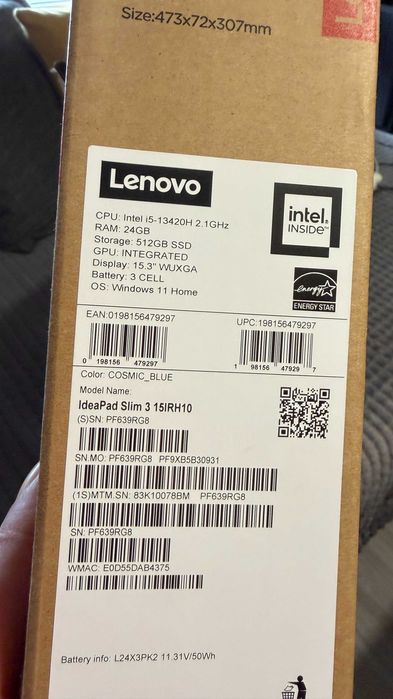 Size:473x72x307mm
Lenovo
CPU: Intel i5-13420H 2.1GHz
RAM: 24GB
Storage: 512GB SSD
GPU: INTEGRATED
Display: 15.3" WUXGA
Battery: 3 CELL
OS: Windows 11 Home
intel.
INSIDE™
energy
ENERGY STAR
EAN:0198156479297
UPC:198156479297
0 198156 479297
1 98156 47929 7
Color: COSMIC_BLUE
Model Name:
IdeaPad Slim 3 15IRH10
(S)SN: PF639RG8
SN.MO: PF639RG8 PF9XB5B30931
(1S)MTM.SN: 83K10078BM PF639RG8
SN: PF639RG8
WMAC: E0D55DAB4375
Battery info: L24X3PK2 11.31V/50Wh